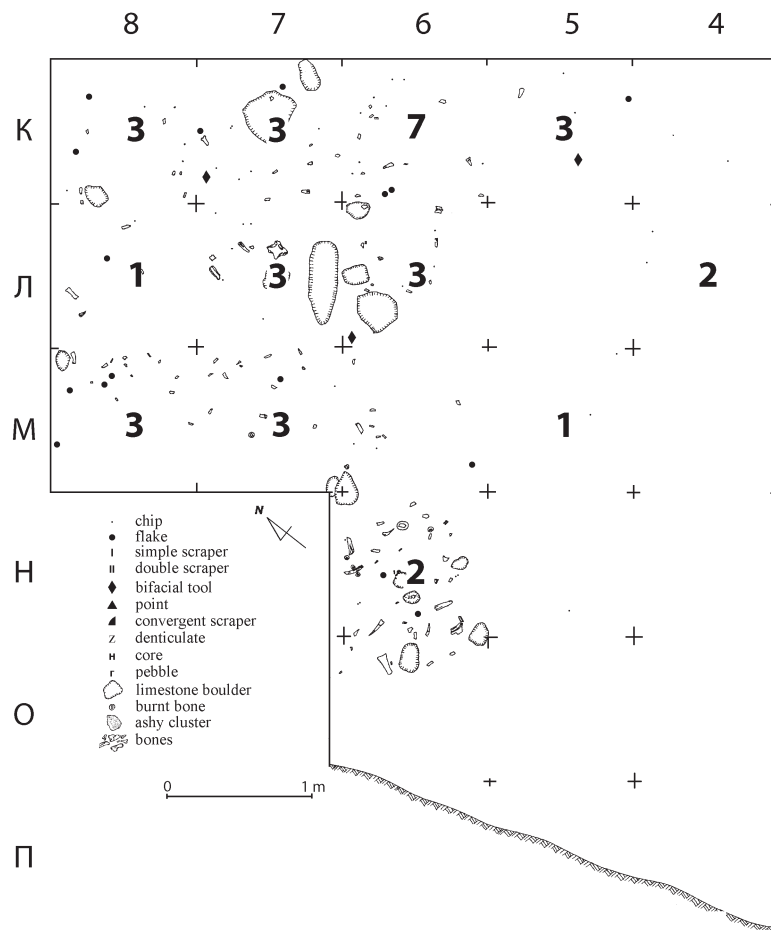 8 7 6 5 4
К 3 3 7 3
Л 1 3 3 2
М 3 3 1
N
chip
flake
simple scraper
double scraper
bifacial tool
point
convergent scraper
z denticulate
н core
г pebble
limestone boulder
burnt bone
ashy cluster
bones
Н 2
О
0 1 m
П